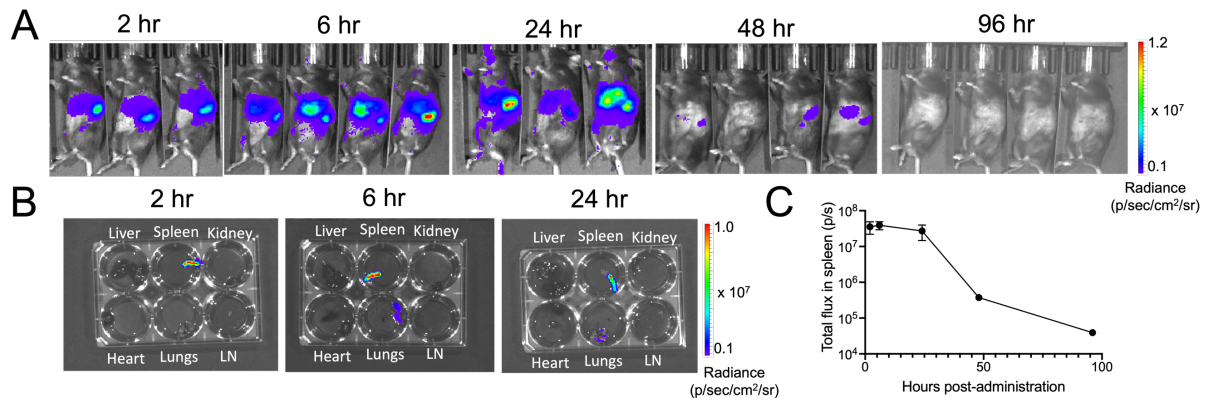 A
2 hr
6 hr
24 hr
48 hr
96 hr
1.2
x 10⁷
0.1
Radiance
(p/sec/cm²/sr)
B
2 hr
6 hr
24 hr
Liver Spleen Kidney
Heart Lungs LN
Liver Spleen Kidney
Heart Lungs LN
Liver Spleen Kidney
Heart Lungs LN
1.0
x 10⁷
0.1
Radiance
(p/sec/cm²/sr)
C
Total flux in spleen (p/s)
10⁸
10⁷
10⁶
10⁵
10⁴
0 50 100
Hours post-administration